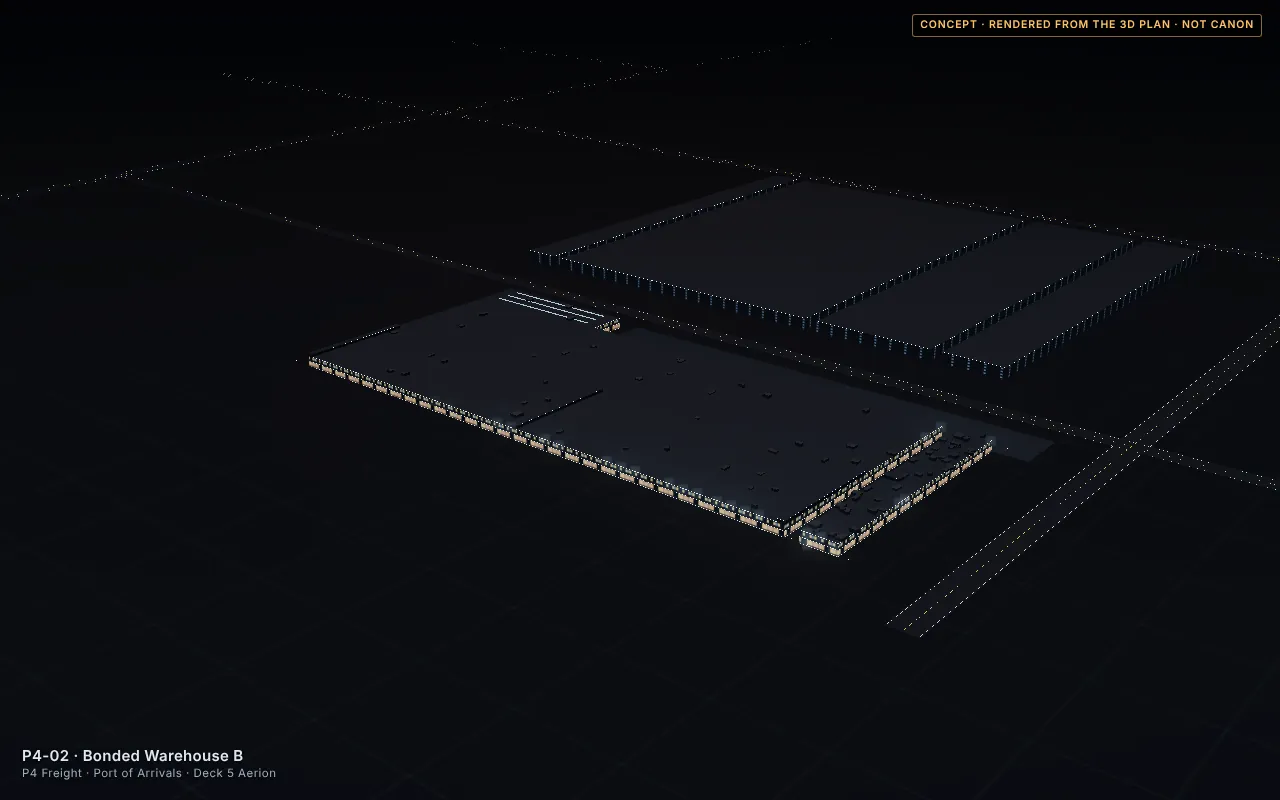 CONCEPT · RENDERED FROM THE 3D PLAN · NOT CANON
P4-02 · Bonded Warehouse B
P4 Freight · Port of Arrivals · Deck 5 Aerion